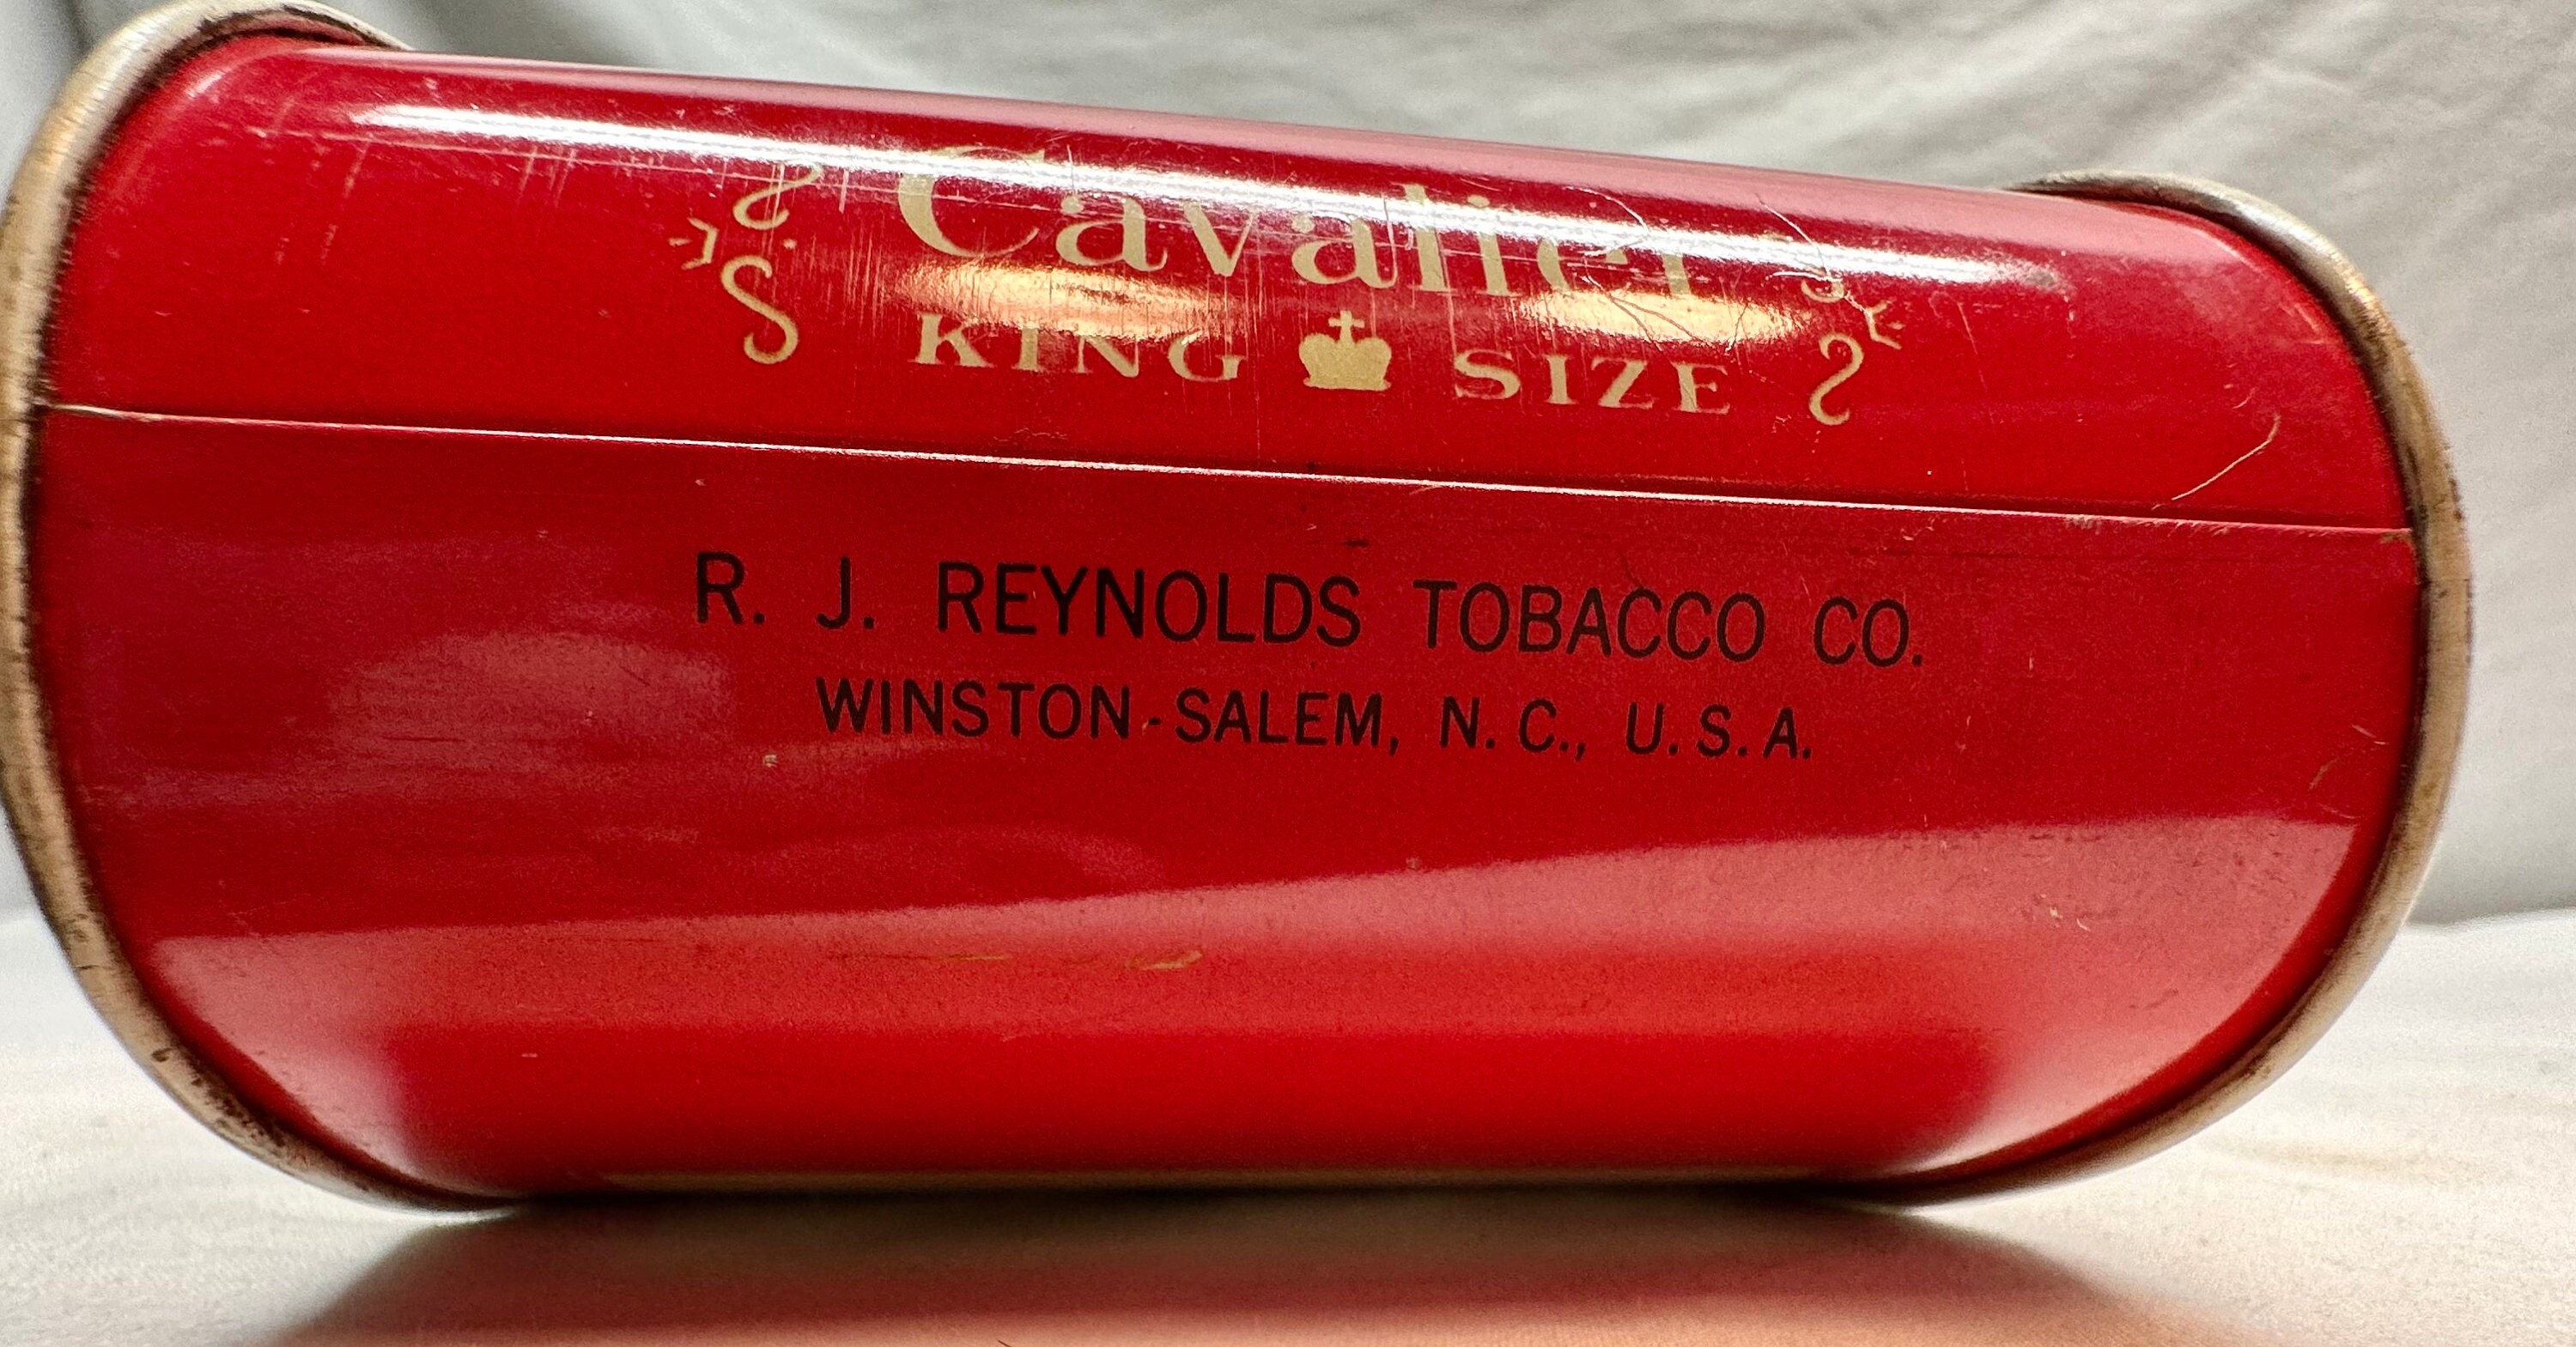 Cavalier
KING SIZE
R. J. REYNOLDS TOBACCO CO.
WINSTON-SALEM, N. C., U. S. A.